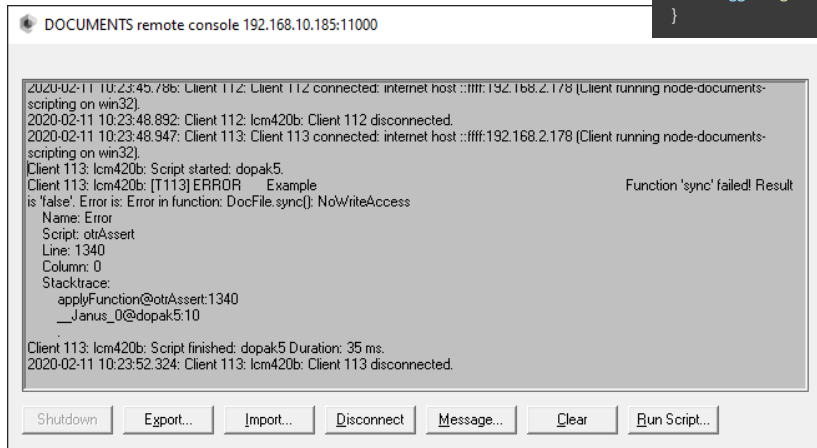 DOCUMENTS remote console 192.168.10.185:11000
}
2020-02-11 10:23:45.786: Client 112: Client 112 connected: internet host ::ffff:192.168.2.178 (Client running node-documents-
scripting on win32).
2020-02-11 10:23:48.892: Client 112: lcm420b: Client 112 disconnected.
2020-02-11 10:23:48.947: Client 113: Client 113 connected: internet host ::ffff:192.168.2.178 (Client running node-documents-
scripting on win32).
Client 113: lcm420b: Script started: dopak5.
Client 113: lcm420b: [T113] ERROR Example Function 'sync' failed! Result
is 'false'. Error is: Error in function: DocFile.sync(): NoWriteAccess
Name: Error
Script: otrAssert
Line: 1340
Column: 0
Stacktrace:
applyFunction@otrAssert:1340
__Janus_0@dopak5:10
.
Client 113: lcm420b: Script finished: dopak5 Duration: 35 ms.
2020-02-11 10:23:52.324: Client 113: lcm420b: Client 113 disconnected.
Shutdown Export... Import... Disconnect Message... Clear Run Script...